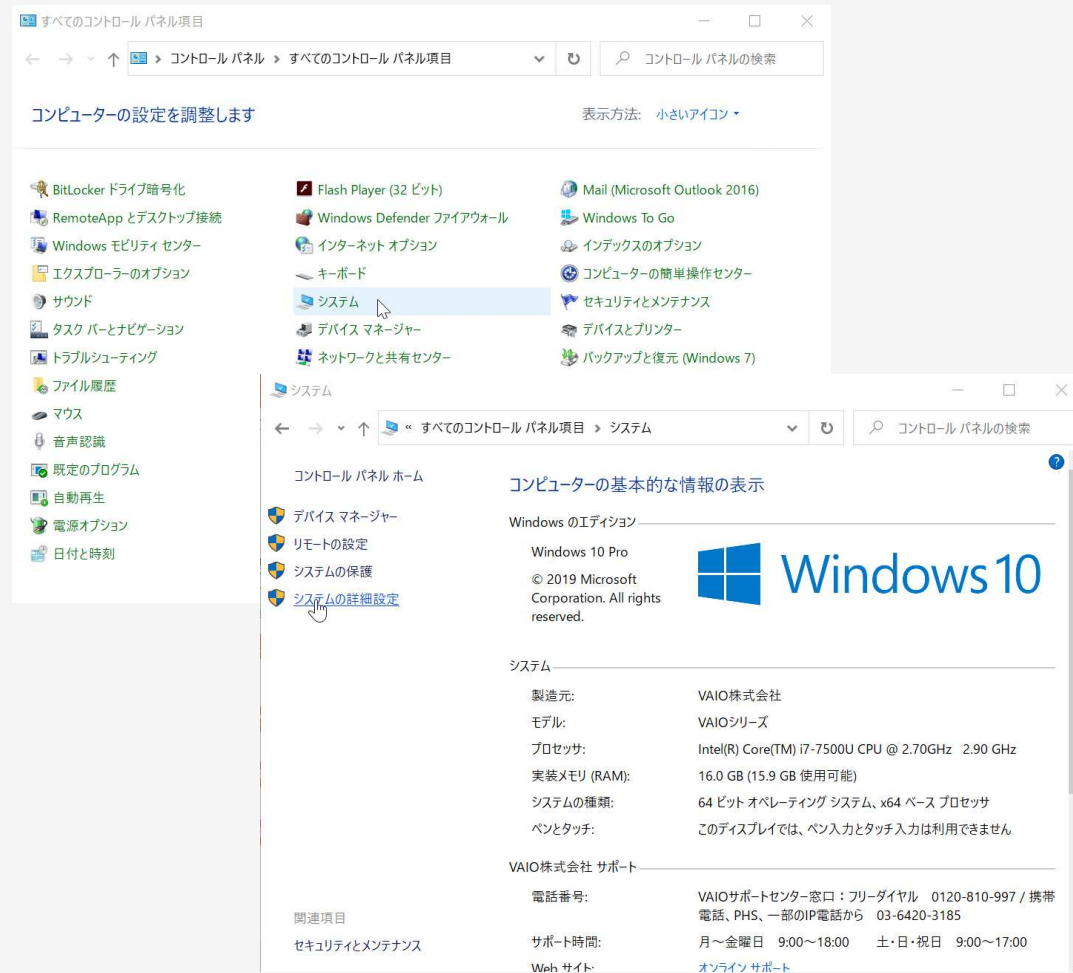 すべてのコントロール パネル項目
コントロール パネル › すべてのコントロール パネル項目
コントロール パネルの検索
コンピューターの設定を調整します
表示方法: 小さいアイコン
BitLocker ドライブ暗号化
Flash Player (32 ビット)
Mail (Microsoft Outlook 2016)
RemoteApp とデスクトップ接続
Windows Defender ファイアウォール
Windows To Go
Windows モビリティ センター
インターネット オプション
インデックスのオプション
エクスプローラーのオプション
キーボード
コンピューターの簡単操作センター
サウンド
システム
セキュリティとメンテナンス
タスク バーとナビゲーション
デバイス マネージャー
デバイスとプリンター
トラブルシューティング
ネットワークと共有センター
バックアップと復元 (Windows 7)
ファイル履歴
マウス
音声認識
既定のプログラム
自動再生
電源オプション
日付と時刻
システム
« すべてのコントロール パネル項目 › システム
コントロール パネルの検索
コントロール パネル ホーム
デバイス マネージャー
リモートの設定
システムの保護
システムの詳細設定
関連項目
セキュリティとメンテナンス
コンピューターの基本的な情報の表示
Windows のエディション
Windows 10 Pro
© 2019 Microsoft
Corporation. All rights
reserved.
Windows 10
システム
製造元: VAIO株式会社
モデル: VAIOシリーズ
プロセッサ: Intel(R) Core(TM) i7-7500U CPU @ 2.70GHz 2.90 GHz
実装メモリ (RAM): 16.0 GB (15.9 GB 使用可能)
システムの種類: 64 ビット オペレーティング システム、x64 ベース プロセッサ
ペンとタッチ: このディスプレイでは、ペン入力とタッチ入力は利用できません
VAIO株式会社 サポート
電話番号: VAIOサポートセンター窓口：フリーダイヤル 0120-810-997 / 携帯
電話、PHS、一部のIP電話から 03-6420-3185
サポート時間: 月～金曜日 9:00～18:00 土・日・祝日 9:00～17:00
Web サイト: オンライン サポート